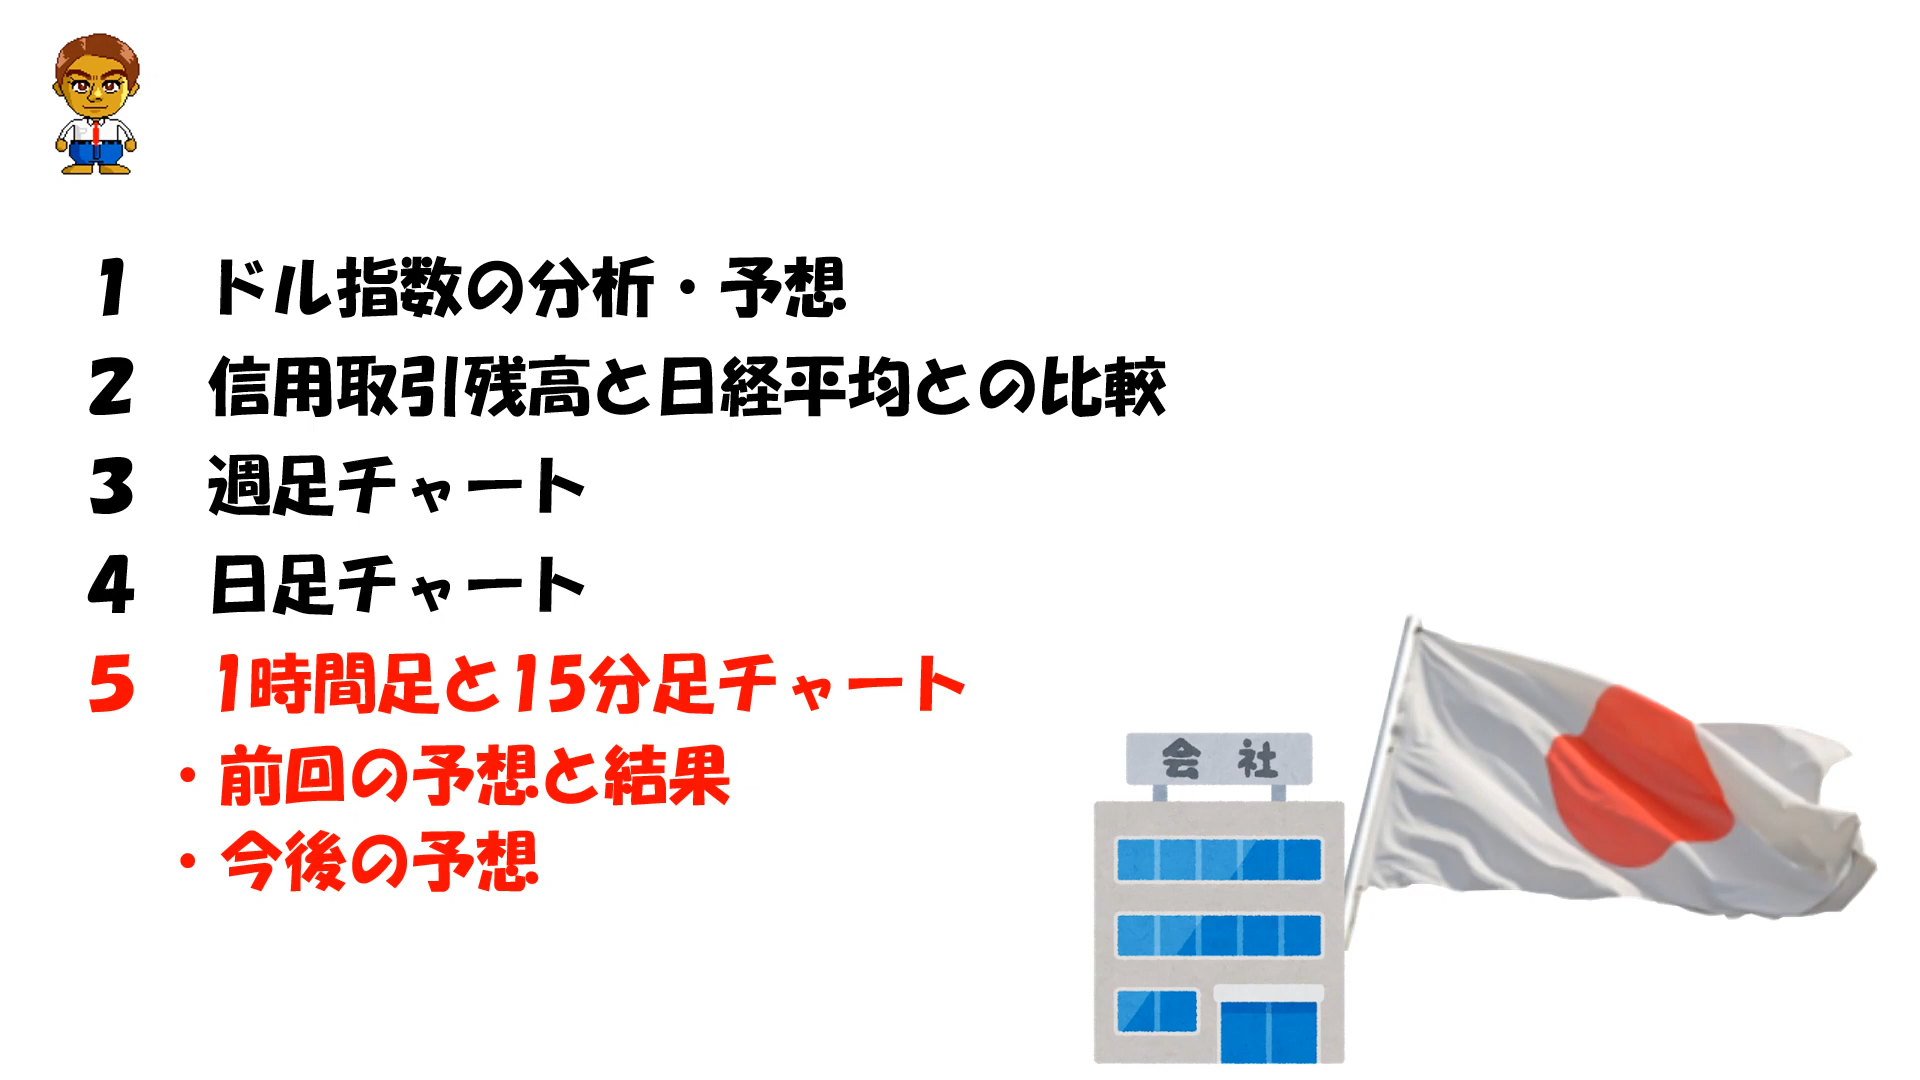 1 ドル指数の分析・予想
2 信用取引残高と日経平均との比較
3 週足チャート
4 日足チャート
5 1時間足と15分足チャート
・前回の予想と結果
・今後の予想
会社